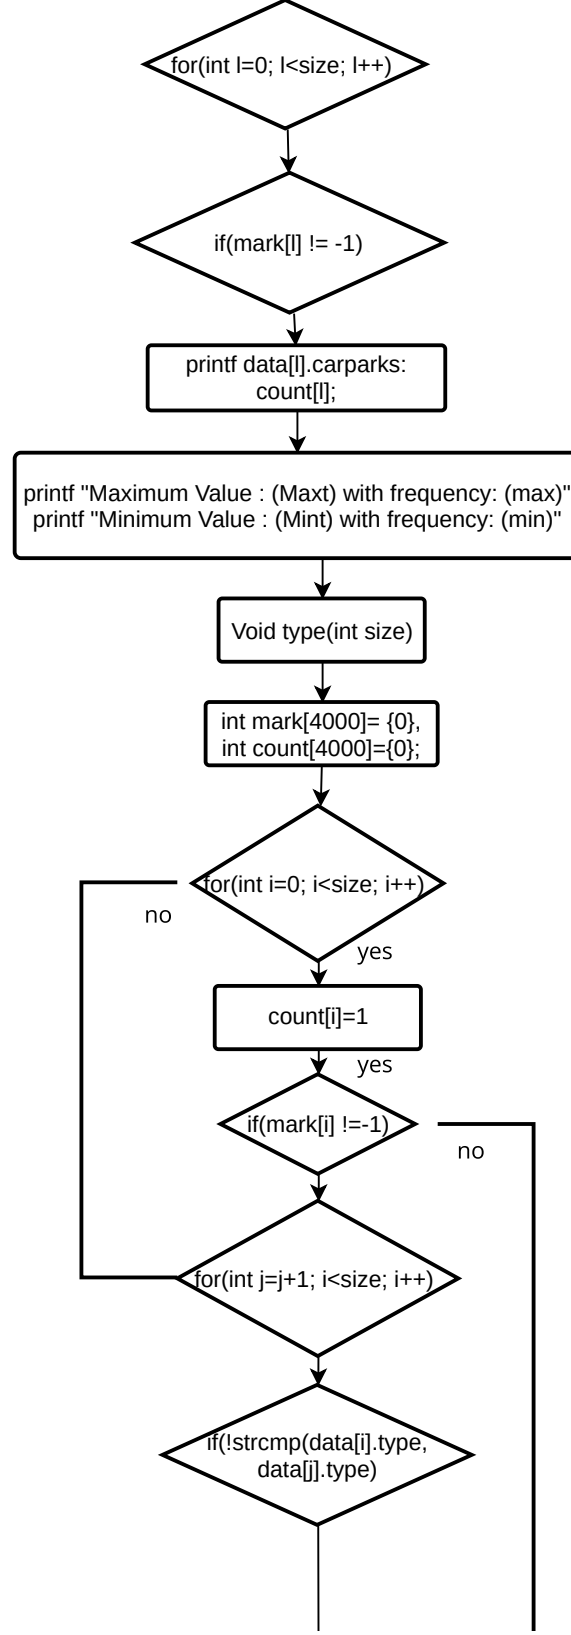 for(int l=0; l<size; l++)
if(mark[l] != -1)
printf data[l].carparks:
count[l];
printf "Maximum Value : (Maxt) with frequency: (max)"
printf "Minimum Value : (Mint) with frequency: (min)"
Void type(int size)
int mark[4000]= {0},
int count[4000]={0};
for(int i=0; i<size; i++)
no
yes
count[i]=1
yes
if(mark[i] !=-1)
no
for(int j=j+1; i<size; i++)
if(!strcmp(data[i].type,
data[j].type)